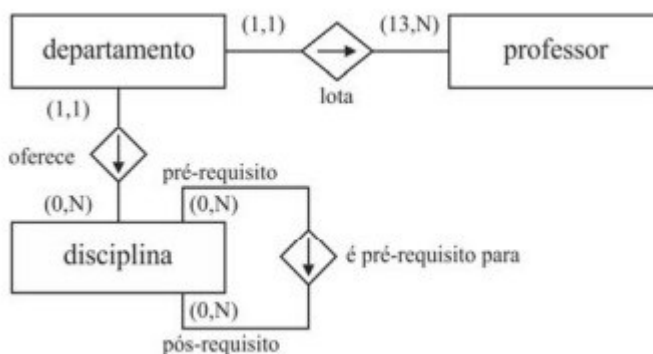 departamento
(1,1)
(13,N)
professor
lota
(1,1)
oferece
(0,N)
pré-requisito
(0,N)
disciplina
é pré-requisito para
(0,N)
pós-requisito